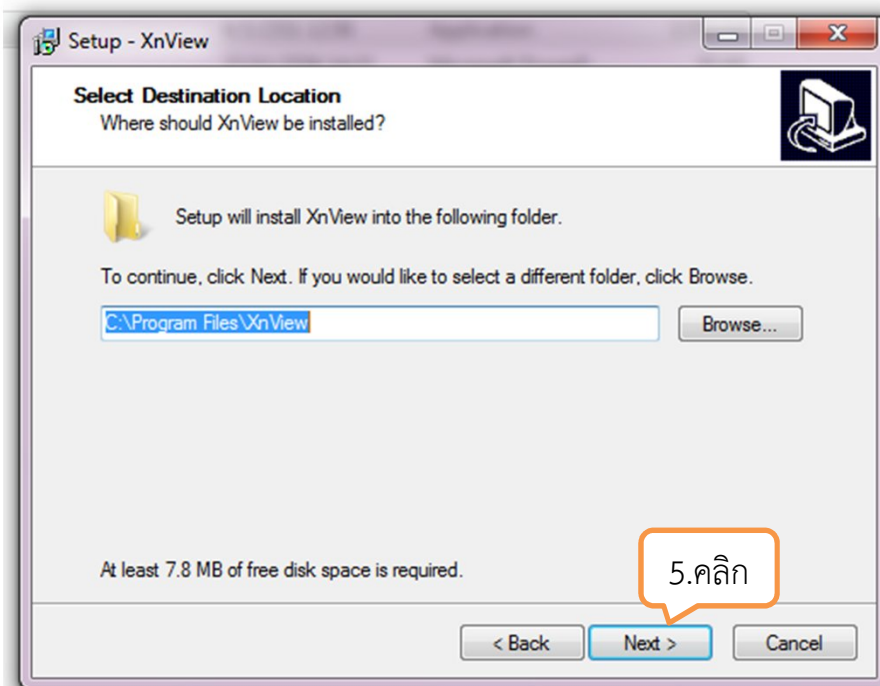 Setup - XnView
Select Destination Location
Where should XnView be installed?
Setup will install XnView into the following folder.
To continue, click Next. If you would like to select a different folder, click Browse.
C:\Program Files\XnView
Browse...
At least 7.8 MB of free disk space is required.
5.คลิก
< Back
Next >
Cancel